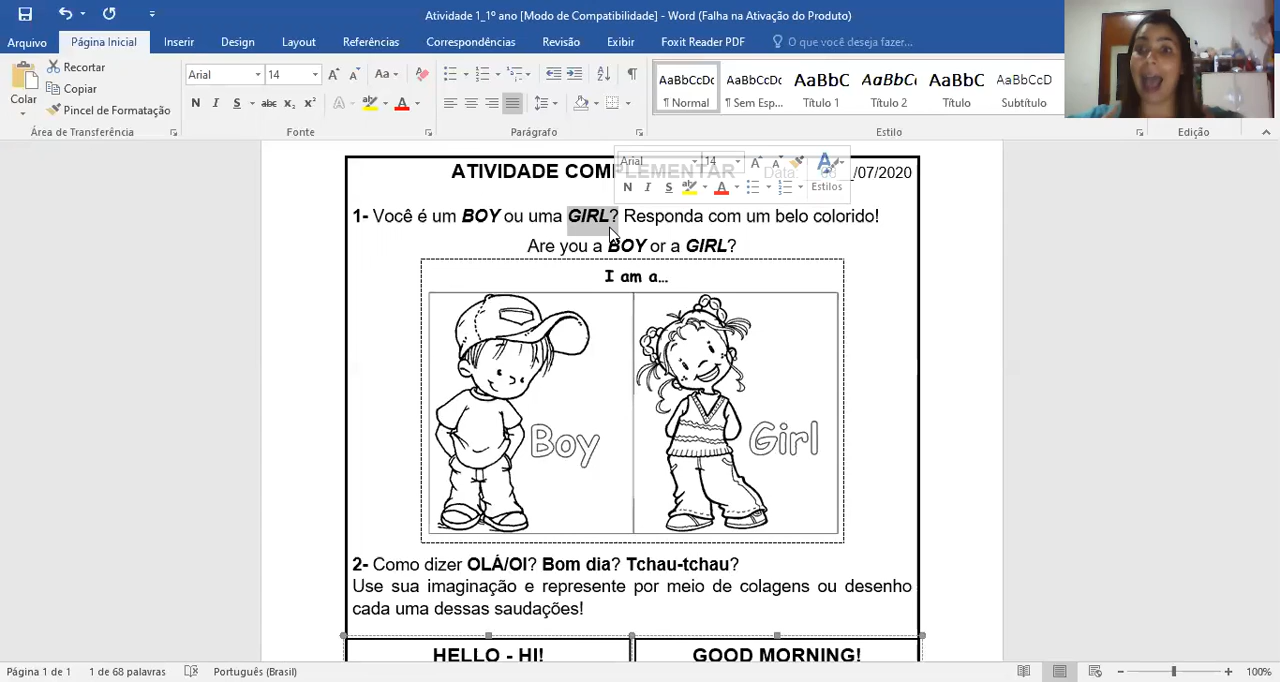 Atividade 1_1º ano [Modo de Compatibilidade] - Word (Falha na Ativação do Produto)
Arquivo Página Inicial Inserir Design Layout Referências Correspondências Revisão Exibir Foxit Reader PDF O que você deseja fazer...
Colar
Recortar
Copiar
Pincel de Formatação
Área de Transferência
Arial 14 Aa
N I S abc x₂ x² A A
Fonte
Parágrafo
AaBbCcDc AaBbCcDc AaBbC AaBbCc AaBbC AaBbCcD
¶ Normal ¶ Sem Esp... Título 1 Título 2 Título Subtítulo
Estilo
Edição
Arial 14
N I S A Estilos
ATIVIDADE COMPLEMENTAR Data: /07/2020
1- Você é um BOY ou uma GIRL? Responda com um belo colorido!
Are you a BOY or a GIRL?
I am a...
Boy
Girl
2- Como dizer OLÁ/OI? Bom dia? Tchau-tchau?
Use sua imaginação e represente por meio de colagens ou desenho
cada uma dessas saudações!
HELLO - HI! GOOD MORNING!
Página 1 de 1 1 de 68 palavras Português (Brasil) 100%